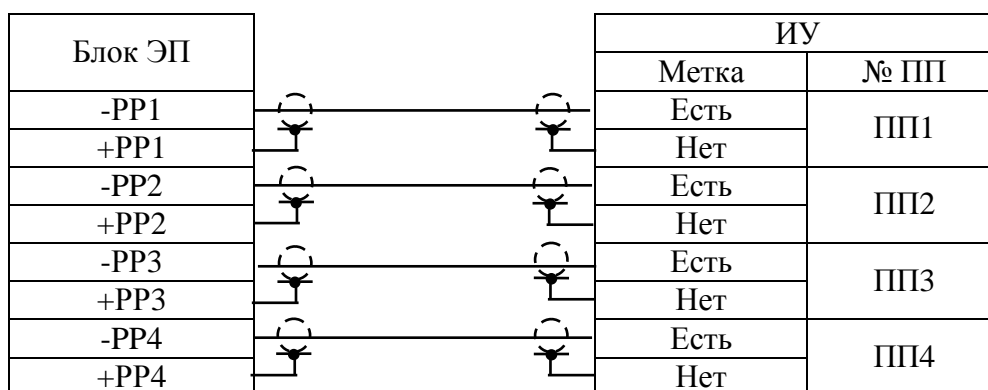 Блок ЭП
ИУ
Метка № ПП
-PP1 Есть ПП1
+PP1 Нет
-PP2 Есть ПП2
+PP2 Нет
-PP3 Есть ПП3
+PP3 Нет
-PP4 Есть ПП4
+PP4 Нет